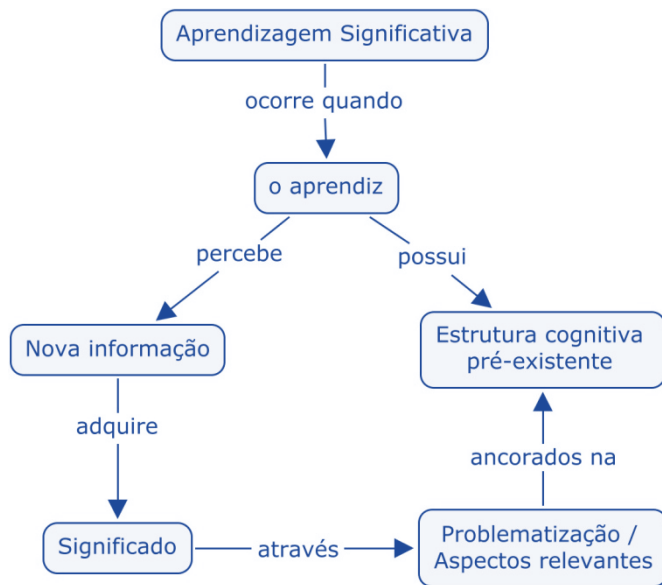 Aprendizagem Significativa
ocorre quando
o aprendiz
percebe
possui
Nova informação
Estrutura cognitiva
pré-existente
adquire
ancorados na
Significado
através
Problematização /
Aspectos relevantes